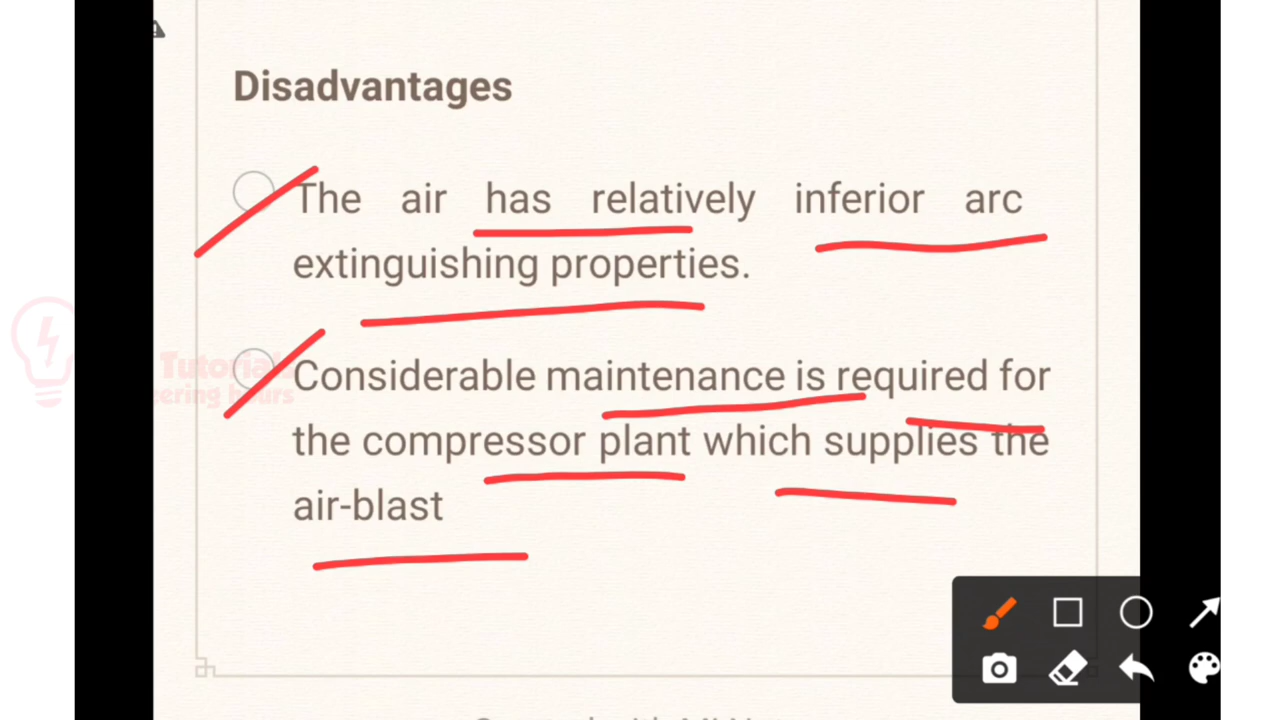 Disadvantages
The air has relatively inferior arc
extinguishing properties.
Considerable maintenance is required for
the compressor plant which supplies the
air-blast